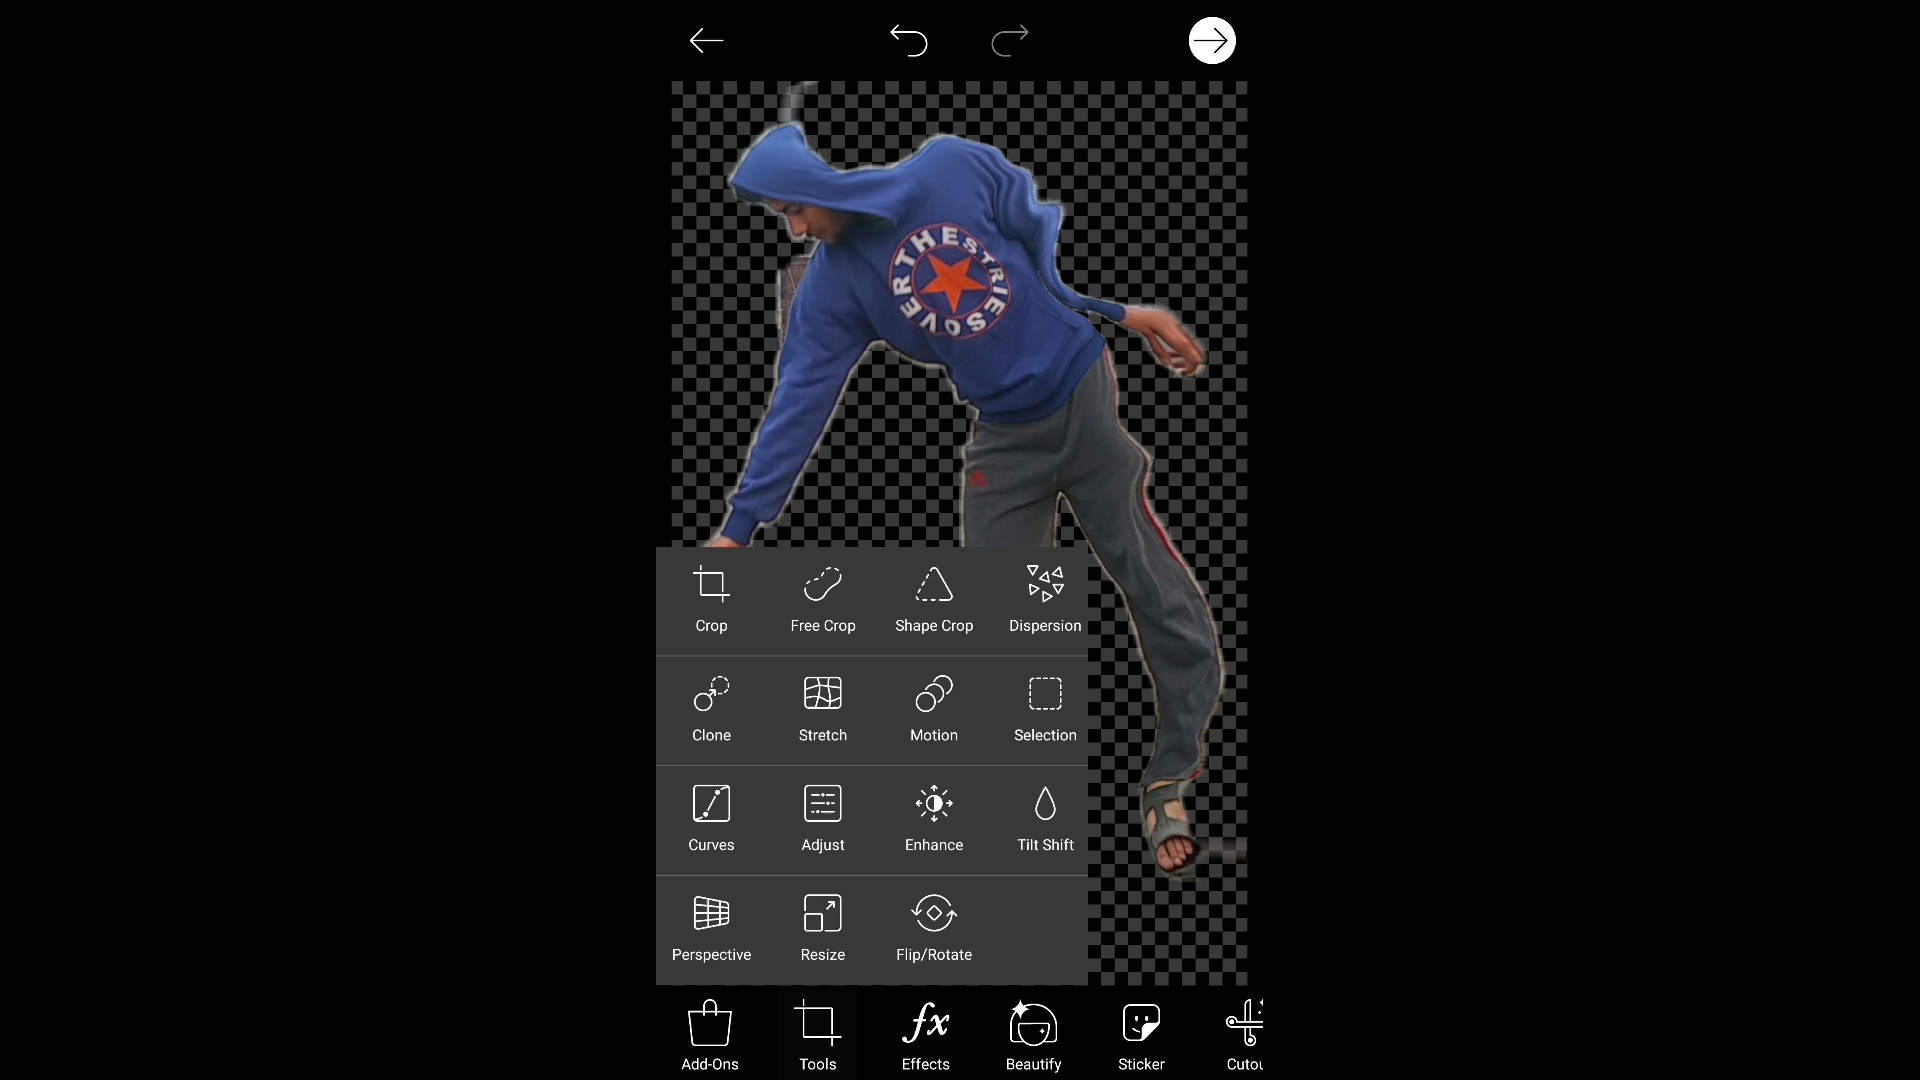 THE STRIES OVER
Crop Free Crop Shape Crop Dispersion
Clone Stretch Motion Selection
Curves Adjust Enhance Tilt Shift
Perspective Resize Flip/Rotate
fx
Add-Ons Tools Effects Beautify Sticker Cutou